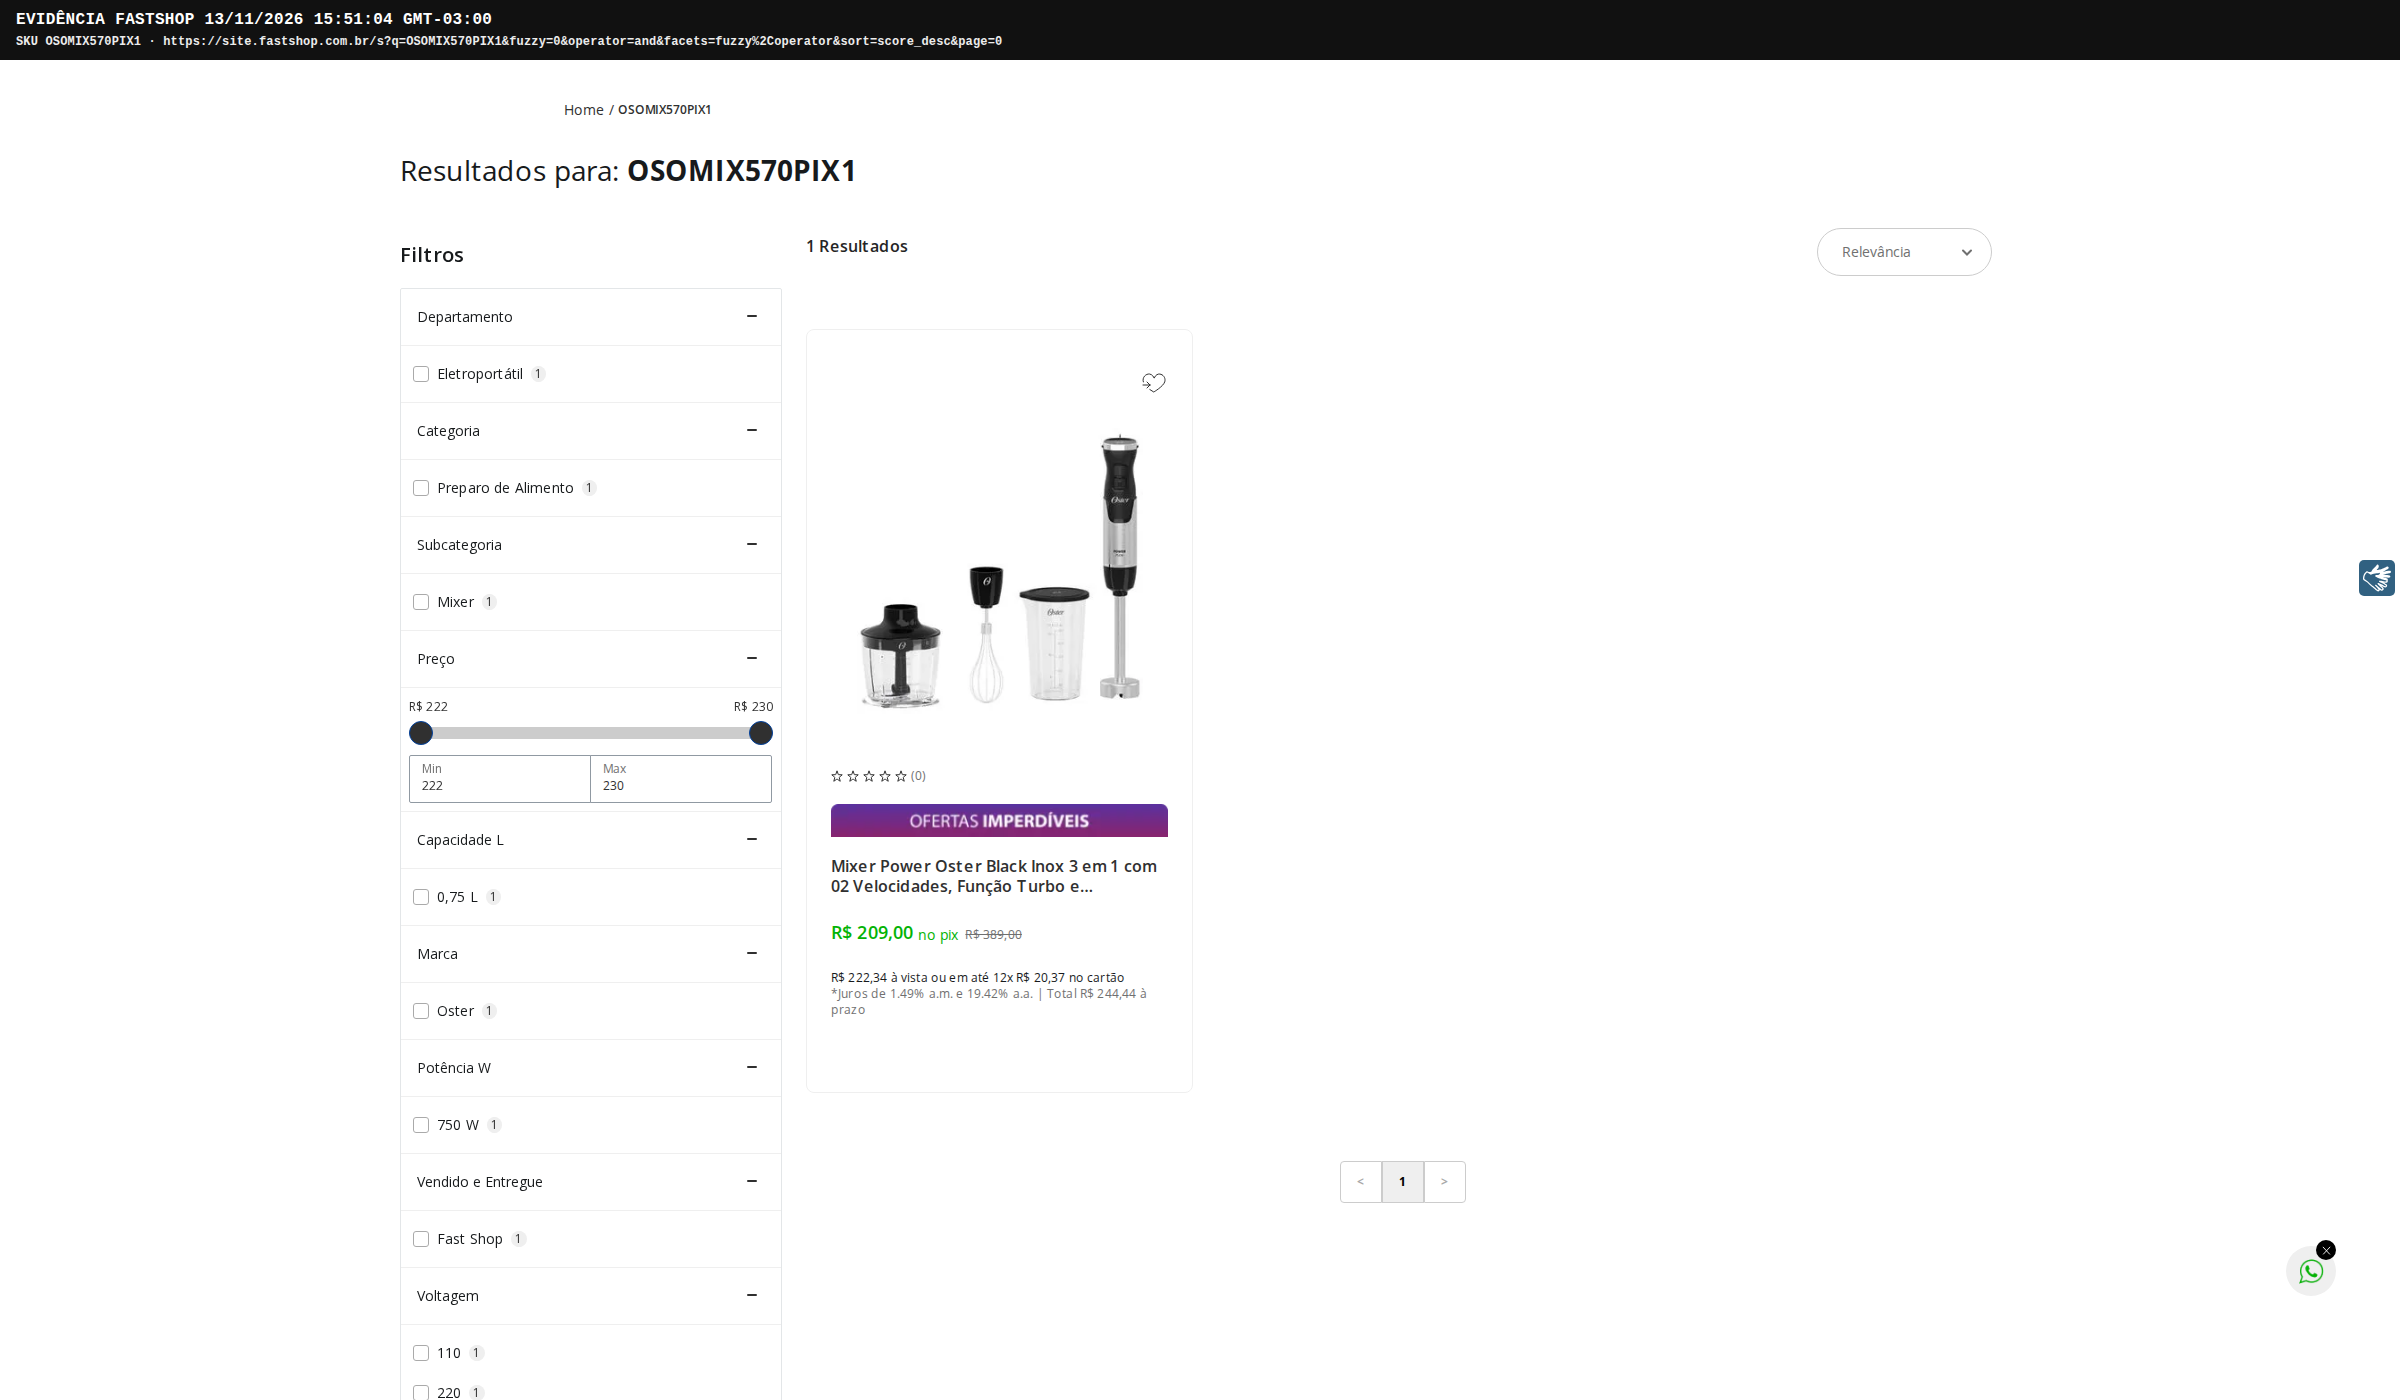 EVIDÊNCIA FASTSHOP 13/11/2026 15:51:04 GMT-03:00
SKU OSOMIX570PIX1 · https://site.fastshop.com.br/s?q=OSOMIX570PIX1&fuzzy=0&operator=and&facets=fuzzy%2Coperator&sort=score_desc&page=0
Home / OSOMIX570PIX1
Resultados para: OSOMIX570PIX1
Filtros
1 Resultados
Relevância
Departamento
Eletroportátil 1
Categoria
Preparo de Alimento 1
Subcategoria
Mixer 1
Preço
R$ 222
R$ 230
Min
222
Max
230
Capacidade L
0,75 L 1
Marca
Oster 1
Potência W
750 W 1
Vendido e Entregue
Fast Shop 1
Voltagem
110 1
220 1
Oster
Oster
(0)
OFERTAS IMPERDÍVEIS
Mixer Power Oster Black Inox 3 em 1 com
02 Velocidades, Função Turbo e...
R$ 209,00 no pix R$ 389,00
R$ 222,34 à vista ou em até 12x R$ 20,37 no cartão
*Juros de 1.49% a.m. e 19.42% a.a. | Total R$ 244,44 à
prazo
< 1 >